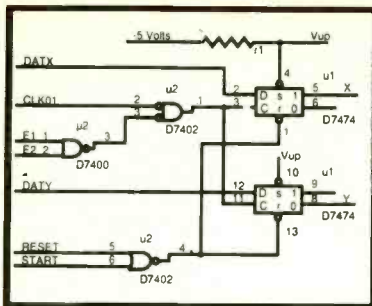 5 Volts r1 Vup
4
DATX u2 u1
CLK01 2 1 2 D s 1 5 X
3 3 C r 0 6
D7402 D7474
E1 1 u2 3 1
E2 2 Vup
D7400 10 u1
DATY 12 D s 1 9
11 C r 0 8 Y
u2 D7474
RESET 5 4 13
START 6
D7402